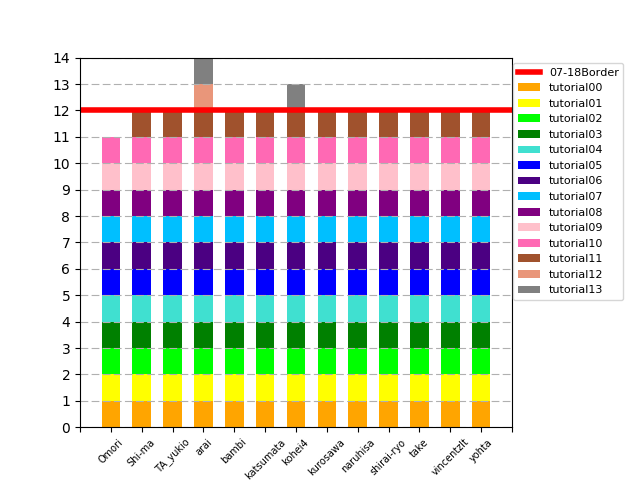 14
13
12
11
10
9
8
7
6
5
4
3
2
1
0
Omori
Shi-ma
TA_yukio
arai
bambi
katsumata
kohei4
kurosawa
naruhisa
shirai-ryo
take
vincentzlt
yohta
07-18Border
tutorial00
tutorial01
tutorial02
tutorial03
tutorial04
tutorial05
tutorial06
tutorial07
tutorial08
tutorial09
tutorial10
tutorial11
tutorial12
tutorial13